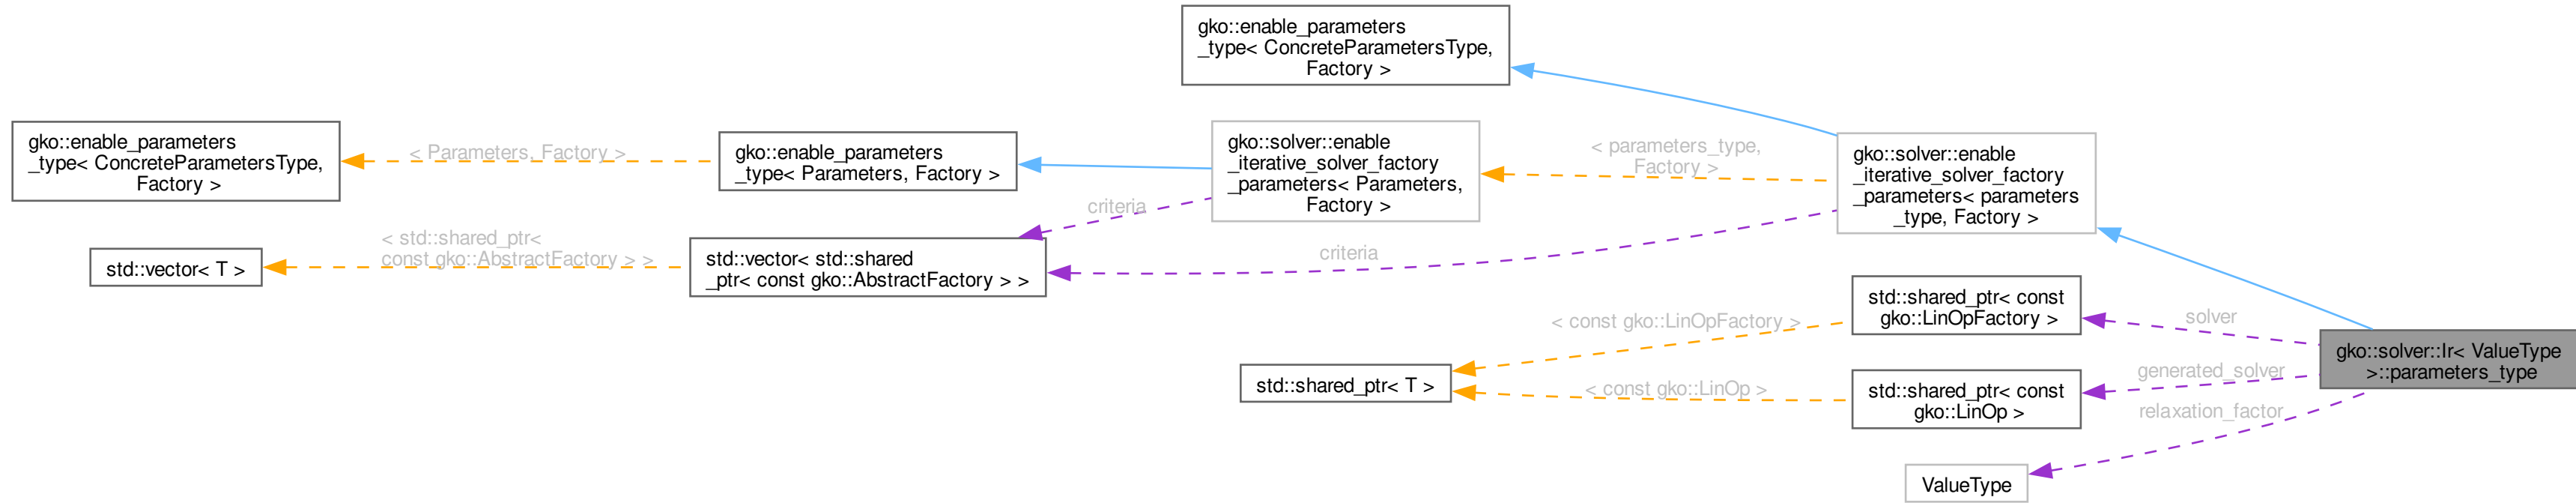 gko::enable_parameters
_type< ConcreteParametersType,
Factory >
gko::enable_parameters
_type< ConcreteParametersType,
Factory >
< Parameters, Factory >
gko::enable_parameters
_type< Parameters, Factory >
gko::solver::enable
_iterative_solver_factory
_parameters< Parameters,
Factory >
< parameters_type,
Factory >
gko::solver::enable
_iterative_solver_factory
_parameters< parameters
_type, Factory >
criteria
std::vector< T >
< std::shared_ptr<
const gko::AbstractFactory > >
std::vector< std::shared
_ptr< const gko::AbstractFactory > >
criteria
std::shared_ptr< T >
< const gko::LinOpFactory >
std::shared_ptr< const
gko::LinOpFactory >
solver
< const gko::LinOp >
std::shared_ptr< const
gko::LinOp >
generated_solver
gko::solver::Ir< ValueType
>::parameters_type
relaxation_factor
ValueType